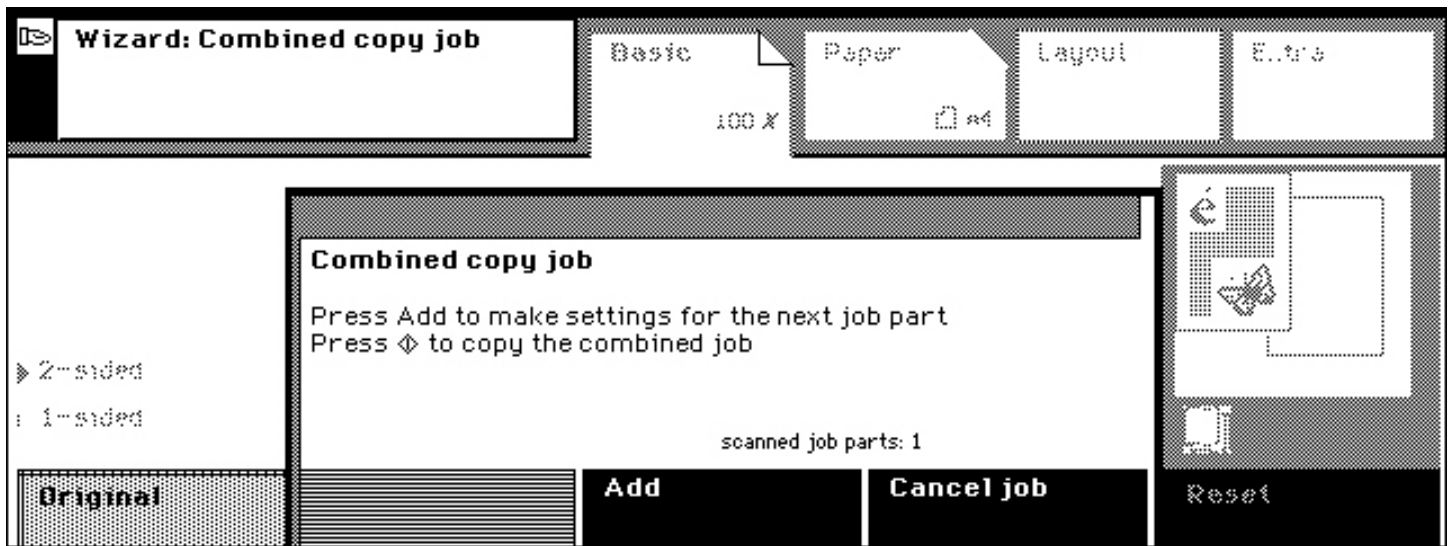 Wizard: Combined copy job
Basic
100 %
Paper
A4
Layout
Extra
Combined copy job
Press Add to make settings for the next job part
Press to copy the combined job
2-sided
1-sided
scanned job parts: 1
Original
Add
Cancel job
Reset
é